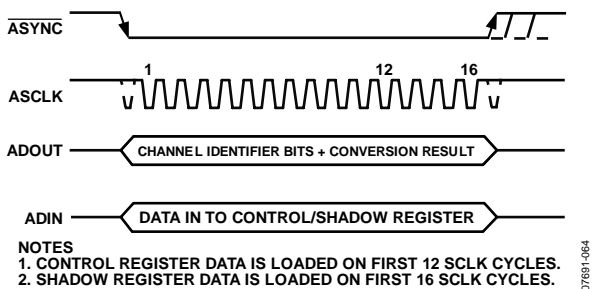 ASYNC
1 12 16
ASCLK
ADOUT CHANNEL IDENTIFIER BITS + CONVERSION RESULT
ADIN DATA IN TO CONTROL/SHADOW REGISTER
NOTES
1. CONTROL REGISTER DATA IS LOADED ON FIRST 12 SCLK CYCLES.
2. SHADOW REGISTER DATA IS LOADED ON FIRST 16 SCLK CYCLES.
07691-064